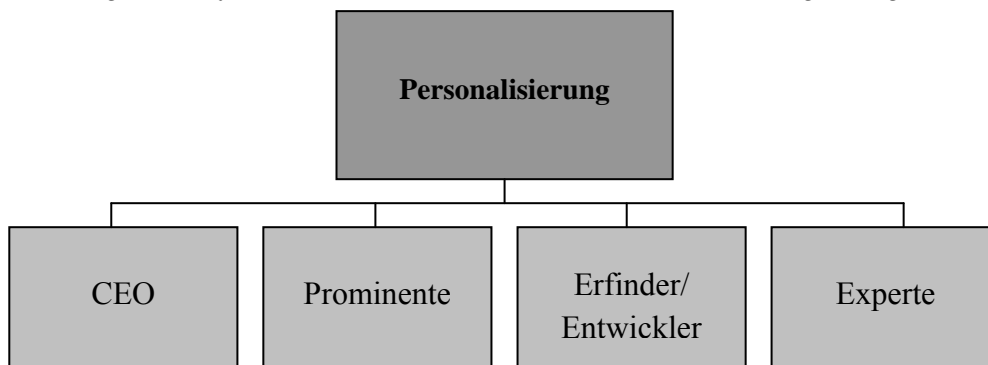 Personalisierung
CEO
Prominente
Erfinder/
Entwickler
Experte